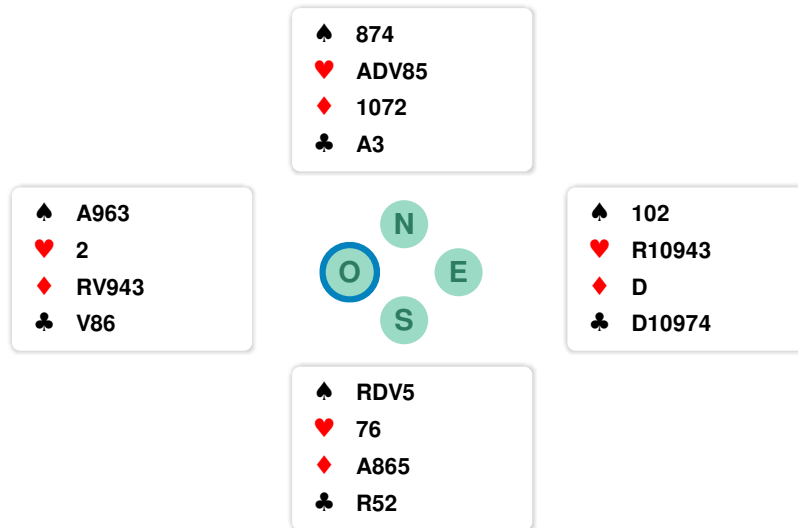 ♠ 874
♥ ADV85
♦ 1072
♣ A3
♠ A963
♥ 2
♦ RV943
♣ V86
N
O E
S
♠ 102
♥ R10943
♦ D
♣ D10974
♠ RDV5
♥ 76
♦ A865
♣ R52